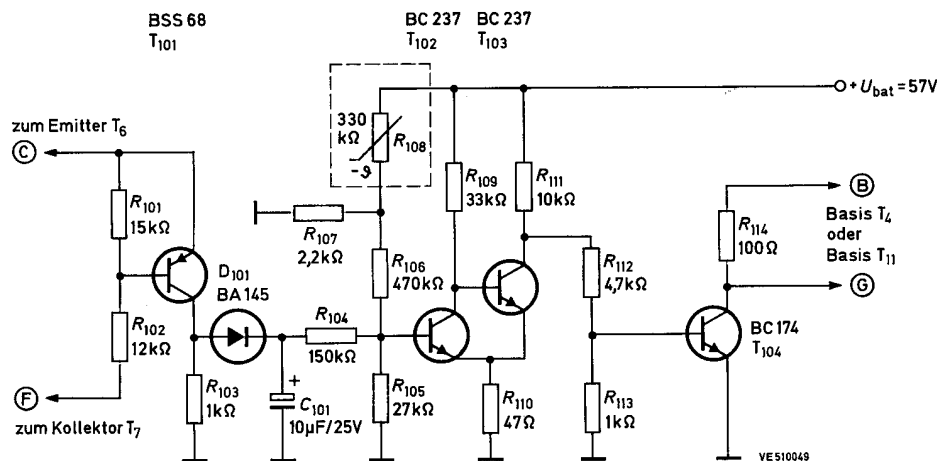 BSS 68
T101
BC 237
T102
BC 237
T103
+ Ubat = 57V
zum Emitter T6
C
R101
15kΩ
R102
12kΩ
F
zum Kollektor T7
D101
BA 145
R103
1kΩ
C101
10µF/25V
+
R104
150kΩ
330
kΩ
R108
-ϑ
R107
2,2kΩ
R106
470kΩ
R105
27kΩ
R109
33kΩ
R111
10kΩ
R110
47Ω
R112
4,7kΩ
R113
1kΩ
R114
100Ω
B
Basis T4
oder
Basis T11
G
BC 174
T104
VE510049